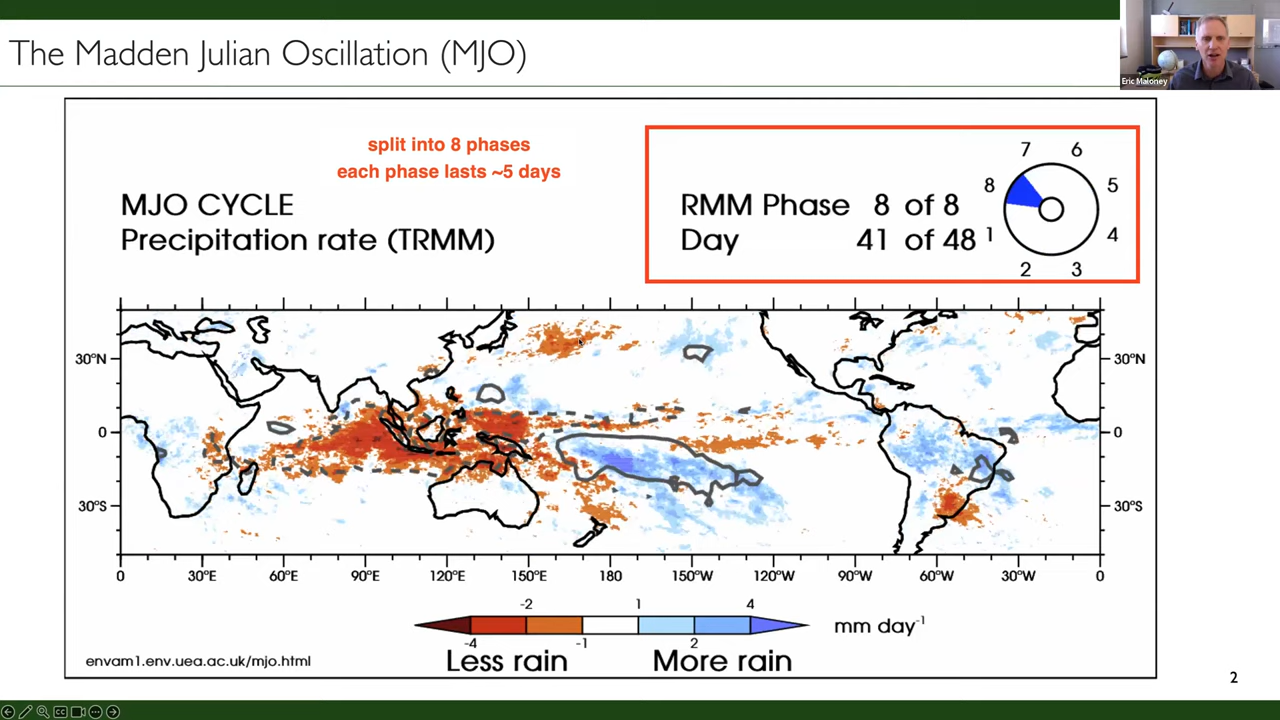 The Madden Julian Oscillation (MJO)
Eric Maloney
split into 8 phases
each phase lasts ~5 days
MJO CYCLE
Precipitation rate (TRMM)
RMM Phase 8 of 8
Day 41 of 48
7 6
8 5
1 4
2 3
30°N 30°N
0 0
30°S 30°S
0 30°E 60°E 90°E 120°E 150°E 180 150°W 120°W 90°W 60°W 30°W 0
-2 1 4
mm day-1
-4 -1 2
Less rain More rain
envam1.env.uea.ac.uk/mjo.html
2
CC